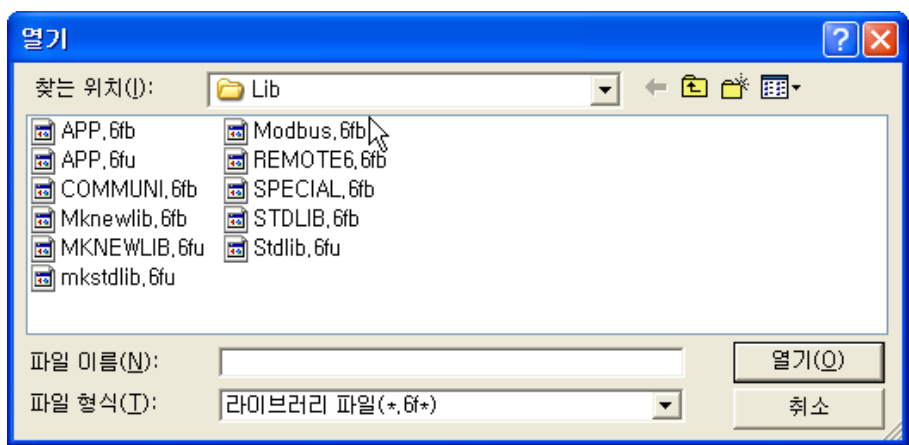 열기
찾는 위치(I):
Lib
APP.6fb
APP.6fu
COMMUNI.6fb
Mknewlib.6fb
MKNEWLIB.6fu
mkstdlib.6fu
Modbus.6fb
REMOTE6.6fb
SPECIAL.6fb
STDLIB.6fb
Stdlib.6fu
파일 이름(N):
열기(O)
파일 형식(T):
라이브러리 파일(*.6f*)
취소